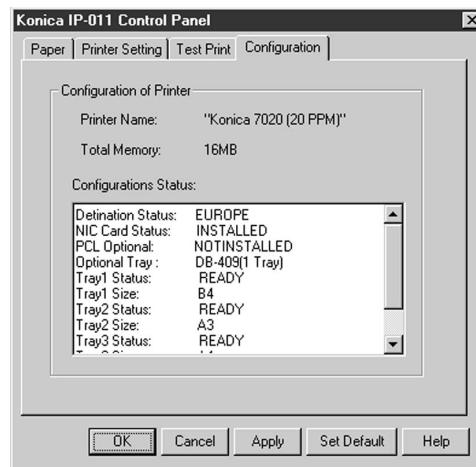 Konica IP-011 Control Panel
Paper Printer Setting Test Print Configuration
Configuration of Printer
Printer Name: "Konica 7020 (20 PPM)"
Total Memory: 16MB
Configurations Status:
Detination Status: EUROPE
NIC Card Status: INSTALLED
PCL Optional: NOTINSTALLED
Optional Tray : DB-409(1 Tray)
Tray1 Status: READY
Tray1 Size: B4
Tray2 Status: READY
Tray2 Size: A3
Tray3 Status: READY
OK Cancel Apply Set Default Help